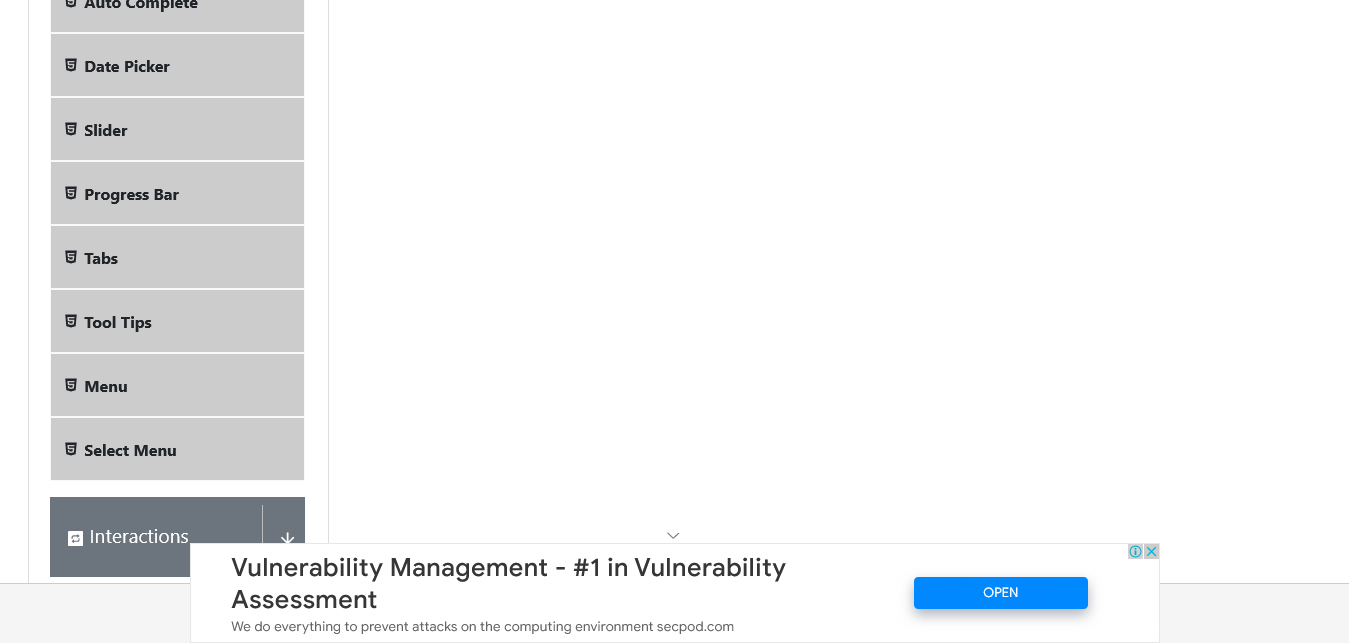 Auto Complete
Date Picker
Slider
Progress Bar
Tabs
Tool Tips
Menu
Select Menu
Interactions
Vulnerability Management - #1 in Vulnerability
Assessment
OPEN
We do everything to prevent attacks on the computing environment secpod.com